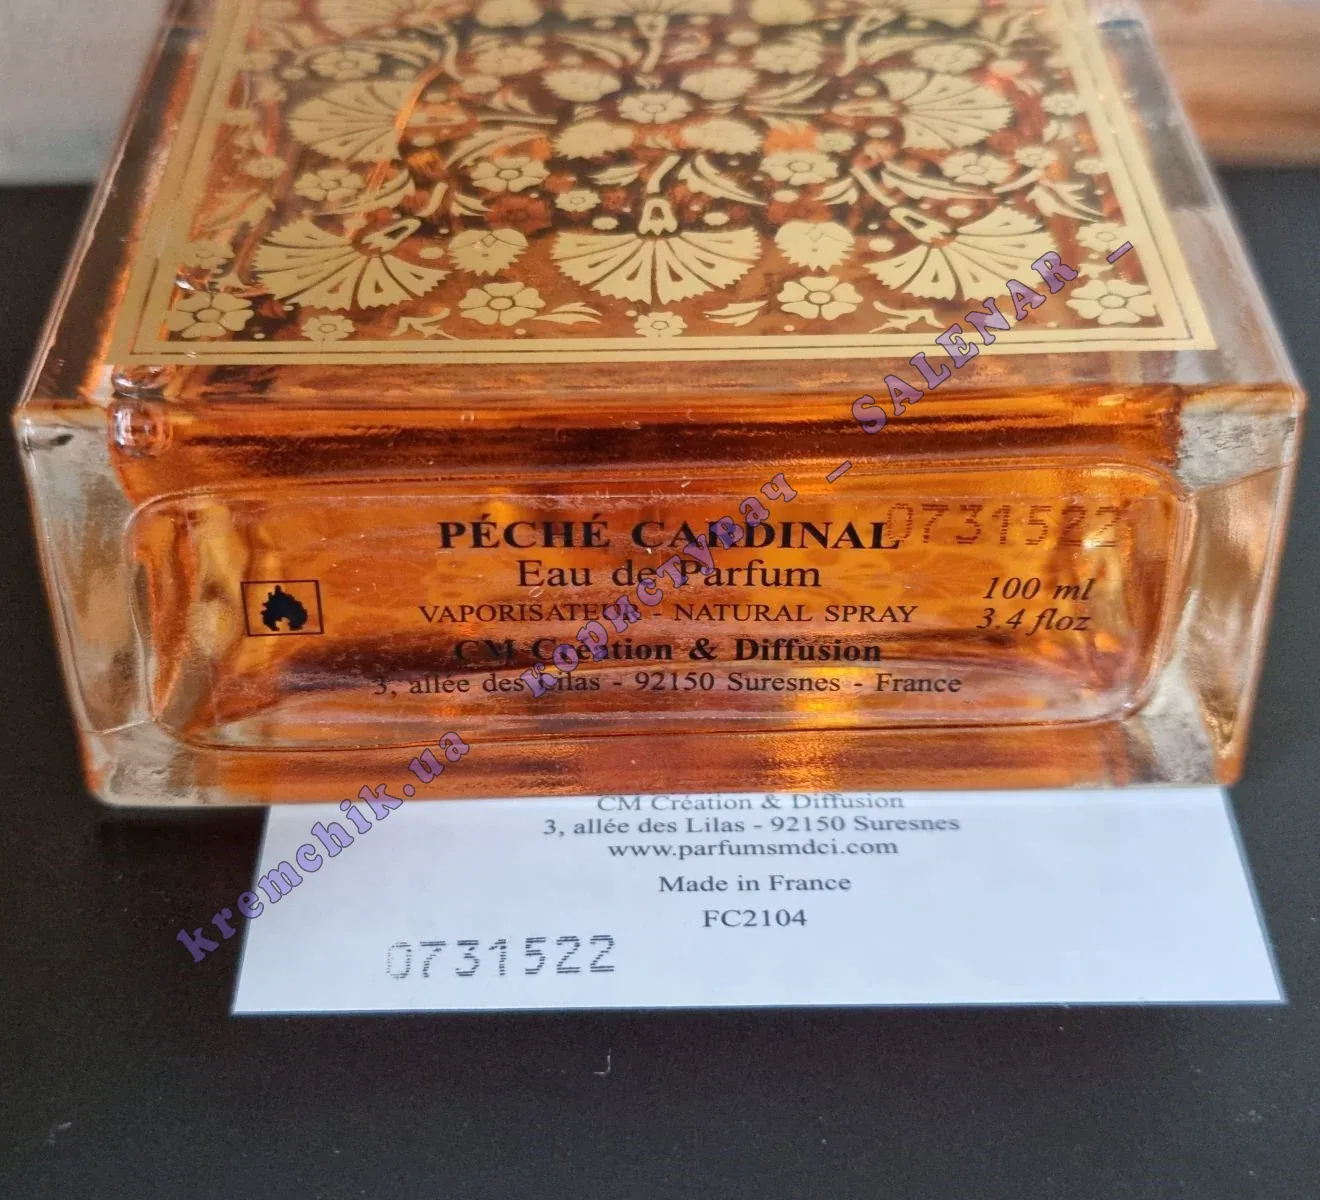 PÉCHÉ CARDINAL
0731522
Eau de Parfum
100 ml
VAPORISATEUR - NATURAL SPRAY
3.4 floz
CM Création & Diffusion
3, allée des Lilas - 92150 Suresnes - France
CM Création & Diffusion
3, allée des Lilas - 92150 Suresnes
www.parfumsmdci.com
Made in France
FC2104
0731522
kremchik.ua _ користувач _ SALENAR _